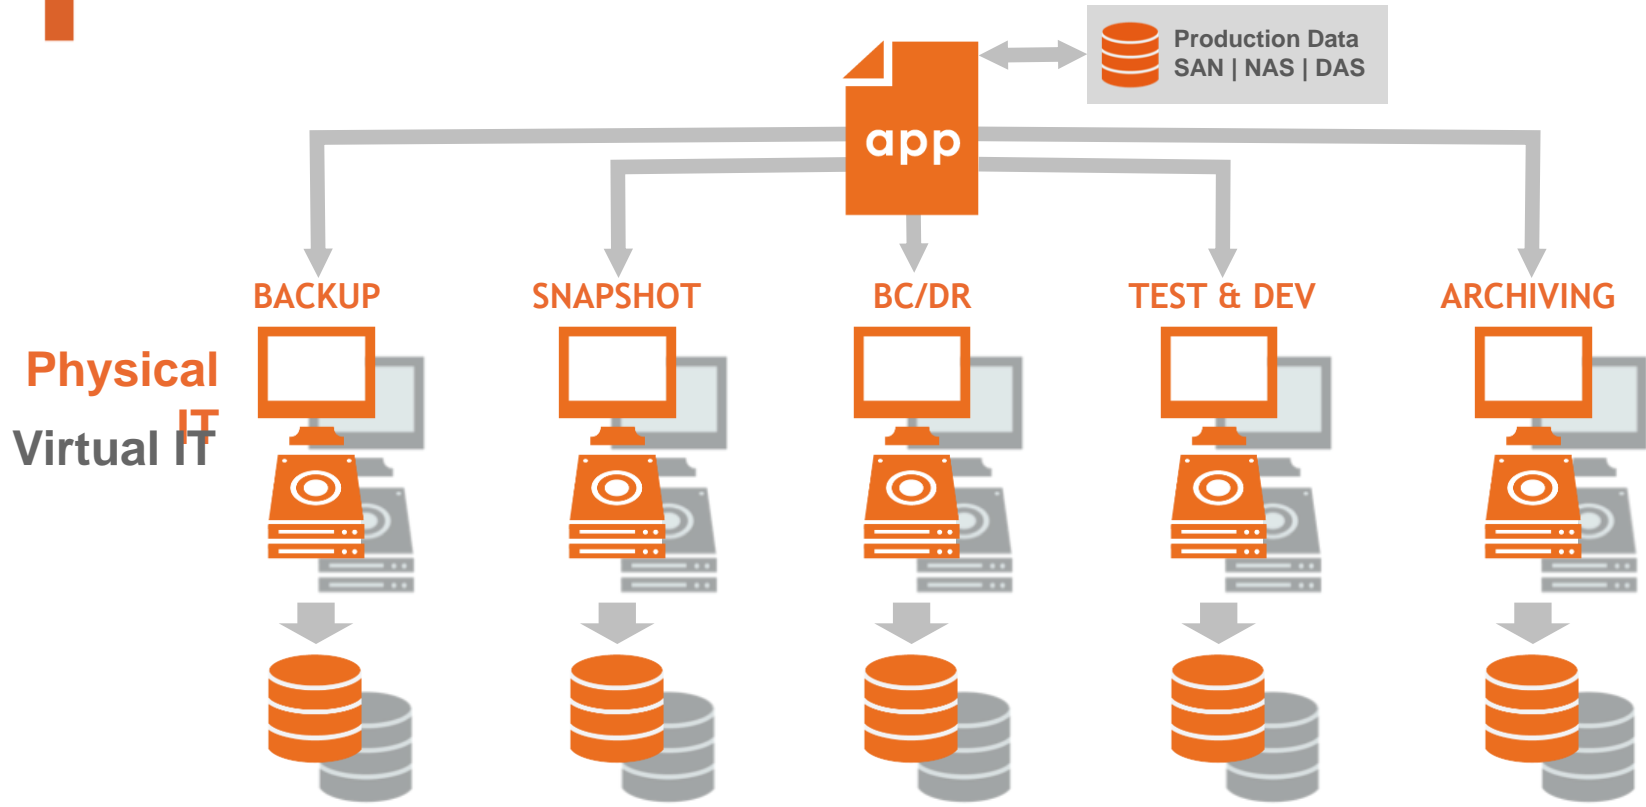 Production Data
SAN | NAS | DAS
app
BACKUP
SNAPSHOT
BC/DR
TEST & DEV
ARCHIVING
Physical
IT
Virtual IT